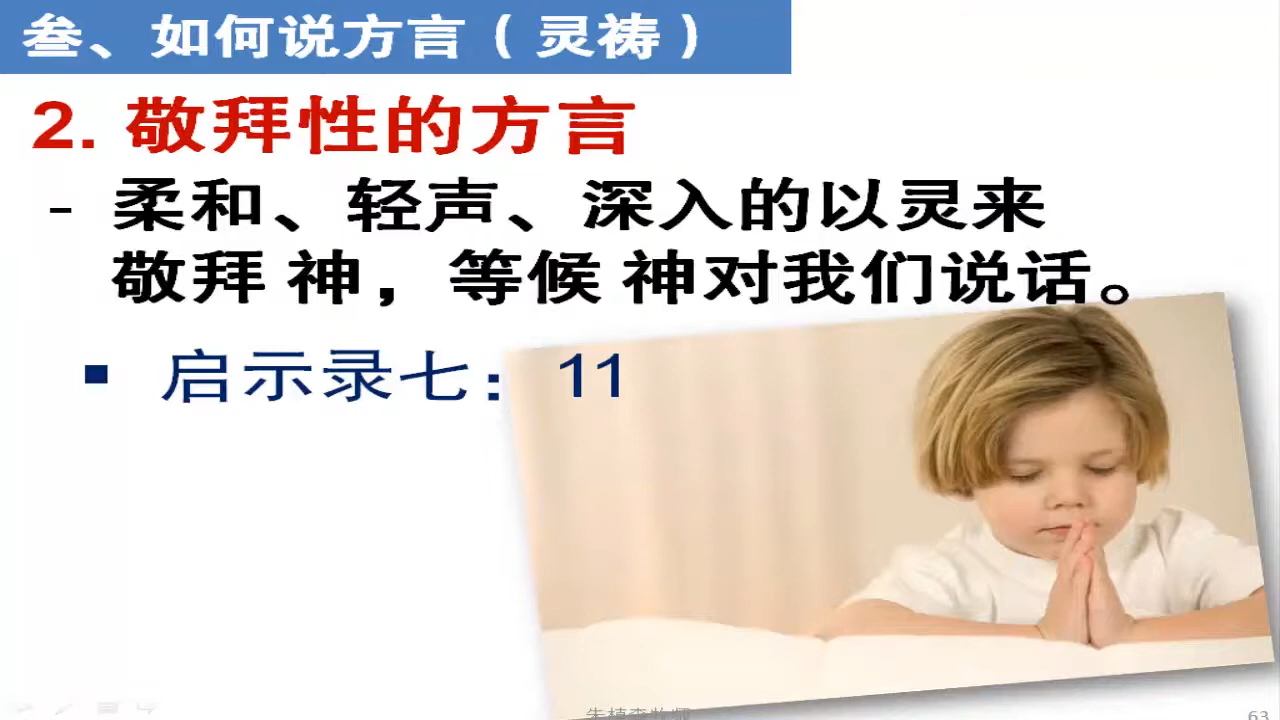 叁、如何说方言（灵祷）
2. 敬拜性的方言
- 柔和、轻声、深入的以灵来
敬拜 神，等候 神对我们说话。
▪ 启示录七：11
63